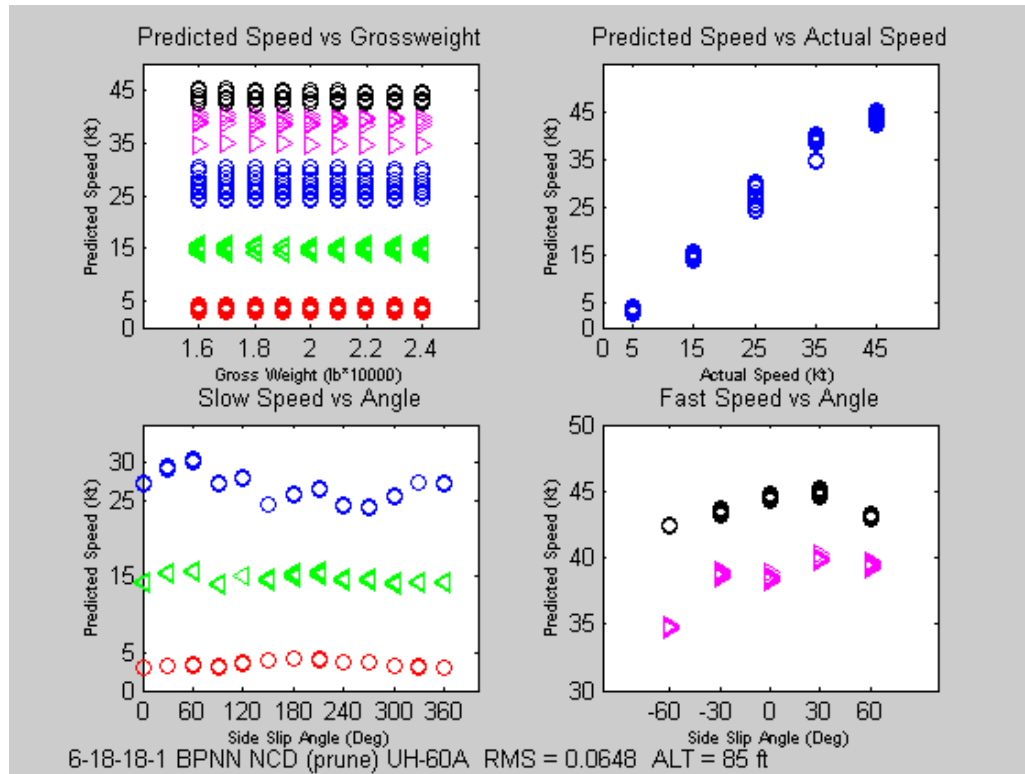 Predicted Speed vs Grossweight
Predicted Speed (Kt)
45
35
25
15
5
0
1.6 1.8 2 2.2 2.4
Gross Weight (lb*10000)
Predicted Speed vs Actual Speed
Predicted Speed (Kt)
45
35
25
15
5
0
0 5 15 25 35 45
Actual Speed (Kt)
Slow Speed vs Angle
Predicted Speed (Kt)
30
25
15
5
0
0 60 120 180 240 300 360
Side Slip Angle (Deg)
Fast Speed vs Angle
Predicted Speed (Kt)
50
45
40
35
30
-60 -30 0 30 60
Side Slip Angle (Deg)
6-18-18-1 BPNN NCD (prune) UH-60A RMS = 0.0648 ALT = 85 ft